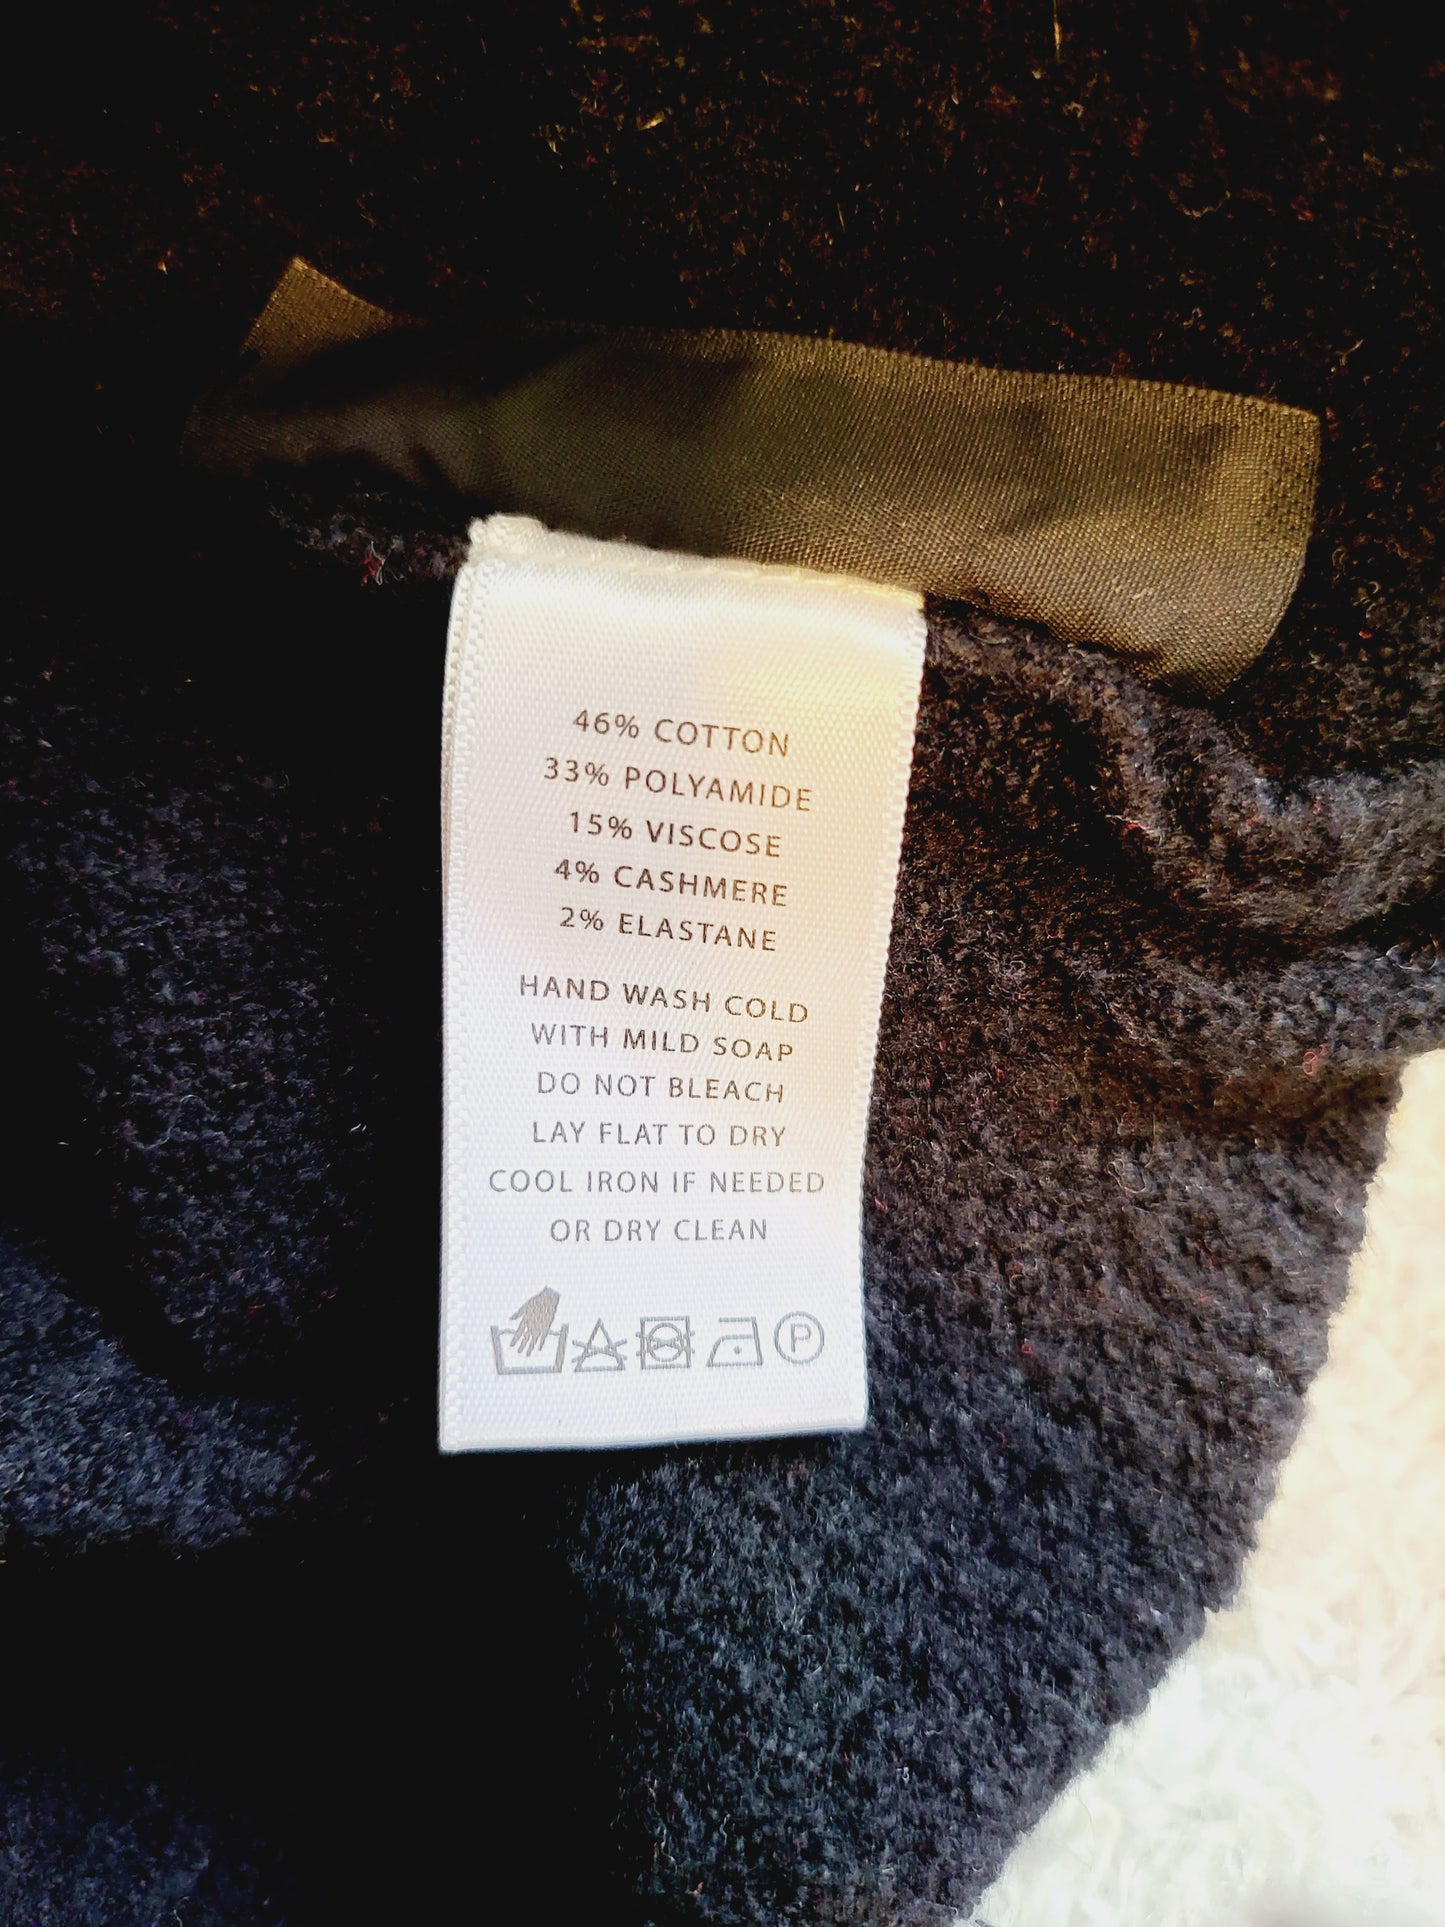 46% COTTON
33% POLYAMIDE
15% VISCOSE
4% CASHMERE
2% ELASTANE
HAND WASH COLD
WITH MILD SOAP
DO NOT BLEACH
LAY FLAT TO DRY
COOL IRON IF NEEDED
OR DRY CLEAN
P